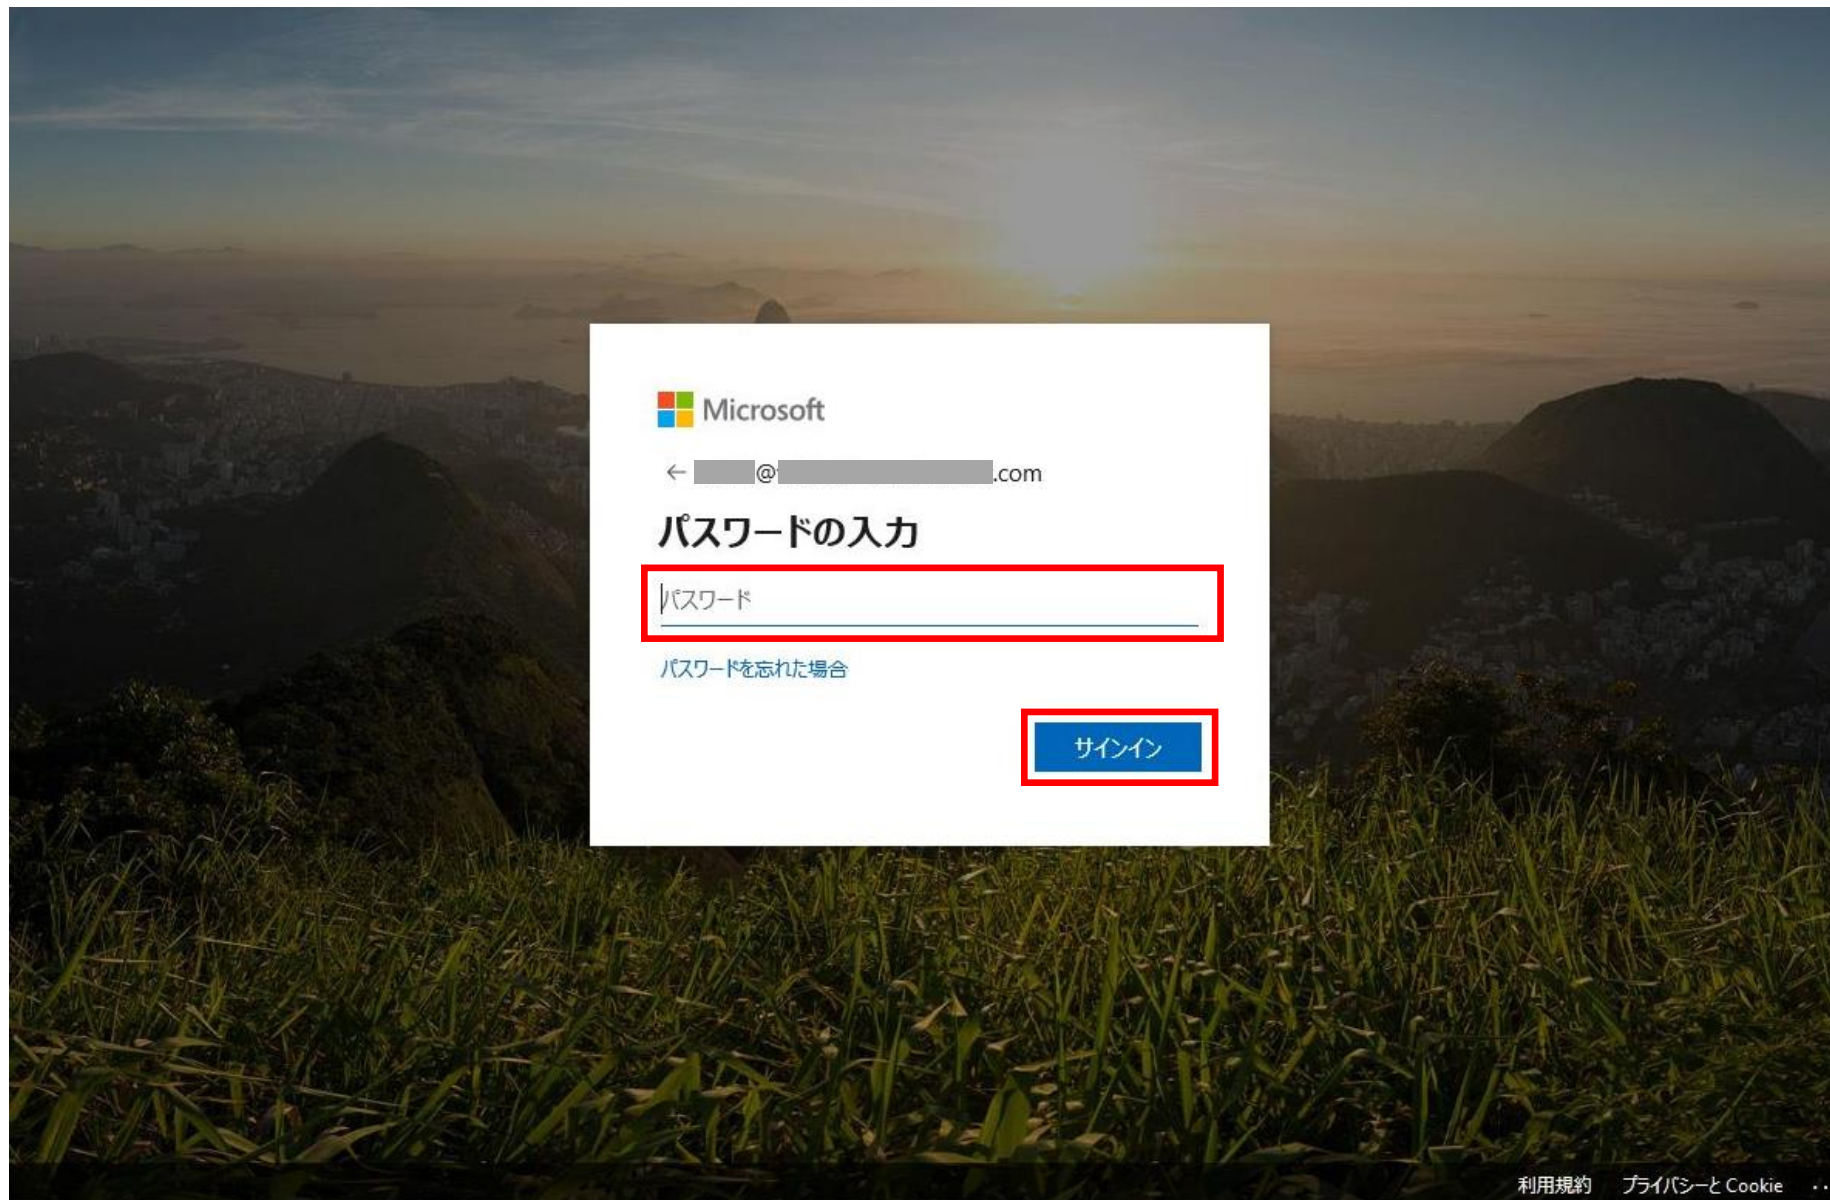 Microsoft
← @ .com
パスワードの入力
パスワード
パスワードを忘れた場合
サインイン
利用規約 プライバシーと Cookie ..